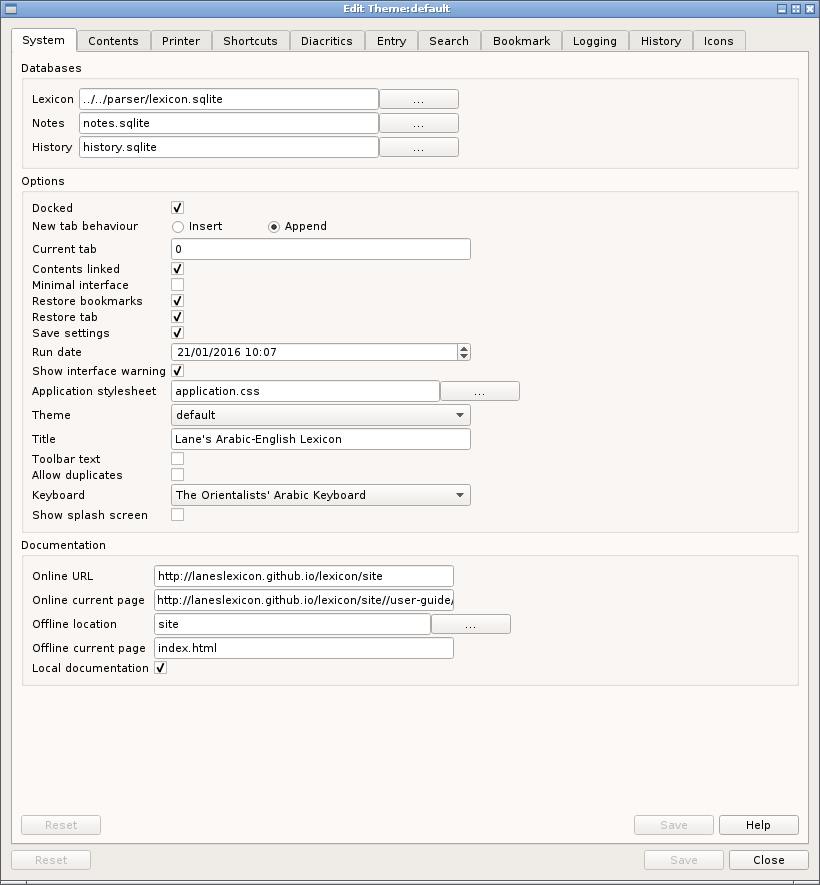 Edit Theme:default
System Contents Printer Shortcuts Diacritics Entry Search Bookmark Logging History Icons
Databases
Lexicon ../../parser/lexicon.sqlite ...
Notes notes.sqlite ...
History history.sqlite ...
Options
Docked
New tab behaviour Insert Append
Current tab 0
Contents linked
Minimal interface
Restore bookmarks
Restore tab
Save settings
Run date 21/01/2016 10:07
Show interface warning
Application stylesheet application.css ...
Theme default
Title Lane's Arabic-English Lexicon
Toolbar text
Allow duplicates
Keyboard The Orientalists' Arabic Keyboard
Show splash screen
Documentation
Online URL http://laneslexicon.github.io/lexicon/site
Online current page http://laneslexicon.github.io/lexicon/site//user-guide/
Offline location site ...
Offline current page index.html
Local documentation
Reset Save Help
Reset Save Close